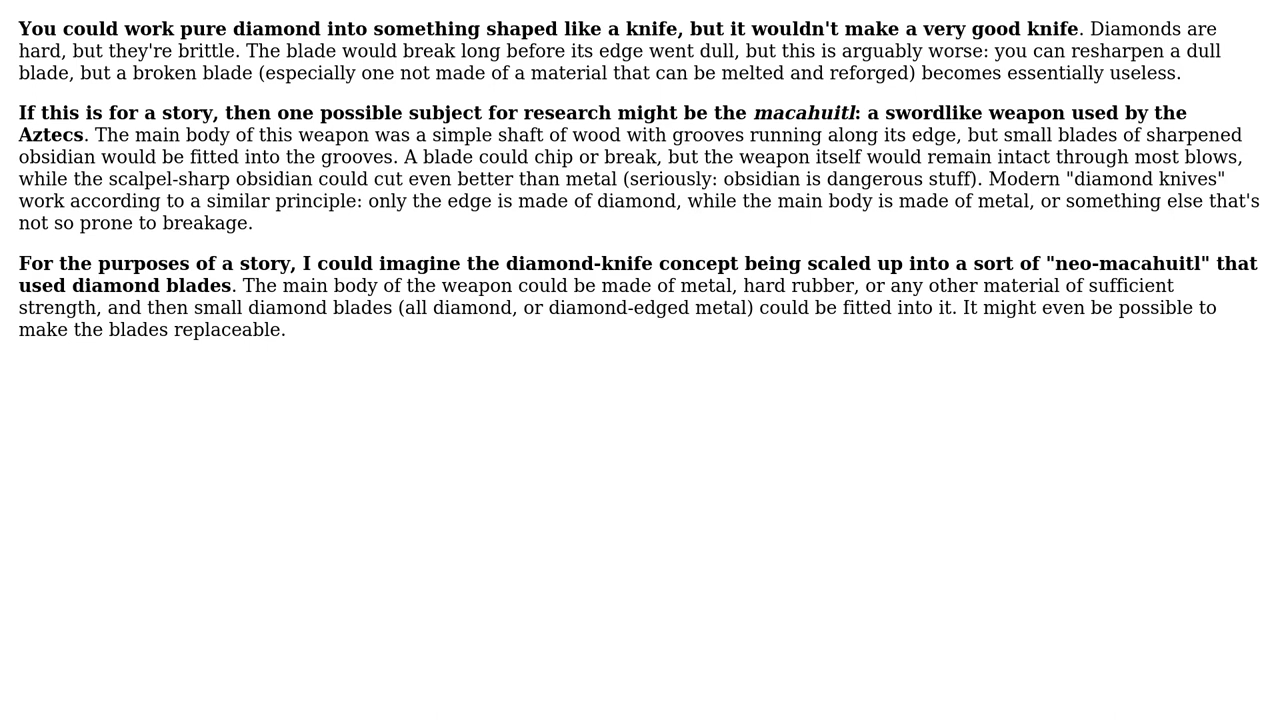 You could work pure diamond into something shaped like a knife, but it wouldn't make a very good knife. Diamonds are
hard, but they're brittle. The blade would break long before its edge went dull, but this is arguably worse: you can resharpen a dull
blade, but a broken blade (especially one not made of a material that can be melted and reforged) becomes essentially useless.
If this is for a story, then one possible subject for research might be the macahuitl: a swordlike weapon used by the
Aztecs. The main body of this weapon was a simple shaft of wood with grooves running along its edge, but small blades of sharpened
obsidian would be fitted into the grooves. A blade could chip or break, but the weapon itself would remain intact through most blows,
while the scalpel-sharp obsidian could cut even better than metal (seriously: obsidian is dangerous stuff). Modern "diamond knives"
work according to a similar principle: only the edge is made of diamond, while the main body is made of metal, or something else that's
not so prone to breakage.
For the purposes of a story, I could imagine the diamond-knife concept being scaled up into a sort of "neo-macahuitl" that
used diamond blades. The main body of the weapon could be made of metal, hard rubber, or any other material of sufficient
strength, and then small diamond blades (all diamond, or diamond-edged metal) could be fitted into it. It might even be possible to
make the blades replaceable.